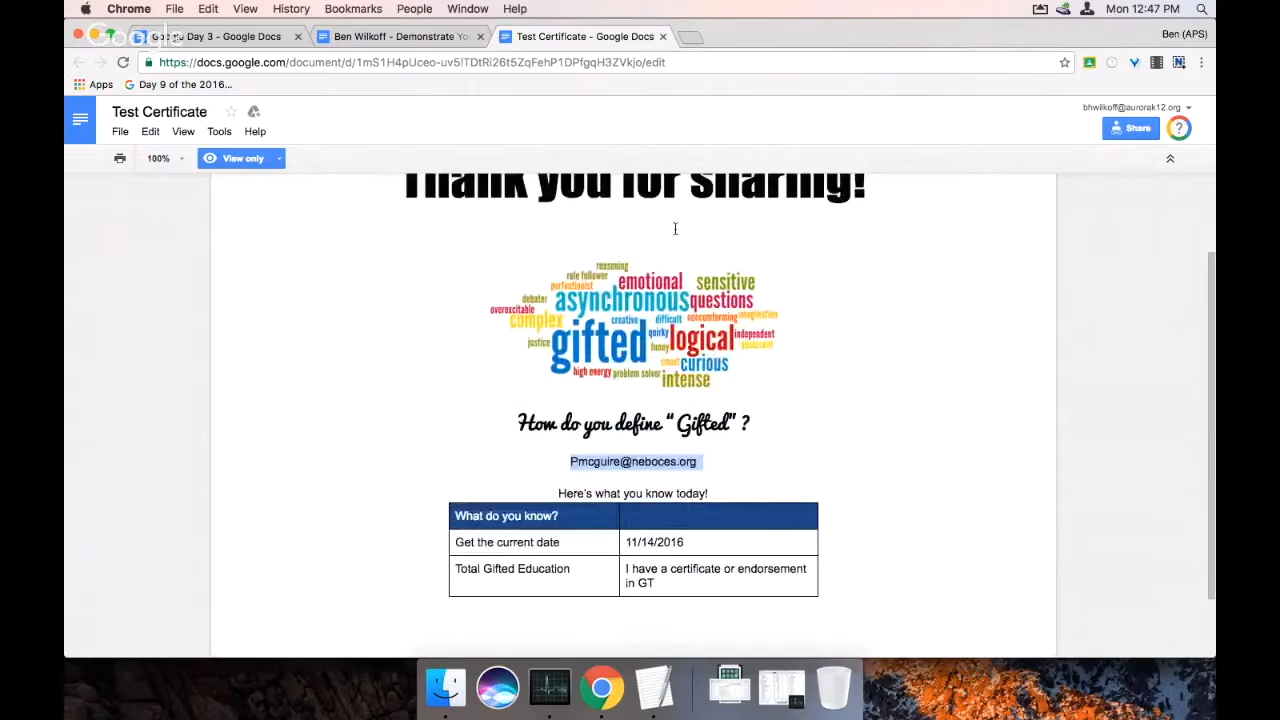 Chrome File Edit View History Bookmarks People Window Help Mon 12:47 PM
Google
Google Day 3 - Google Docs Ben Wilkoff - Demonstrate You Test Certificate - Google Docs Ben (APS)
https://docs.google.com/document/d/1mS1H4pUceo-uv5lTDtRi26t5ZqFehP1DPfgqH3ZVkjo/edit
Apps Day 9 of the 2016...
Test Certificate bhwilkoff@aurorak12.org
File Edit View Tools Help Share
100% View only
Thank you for sharing!
reasoning
rule follower emotional sensitive
perfectionist
debater asynchronous questions
overexcitable complex creative difficult nonconforming imagination
justice gifted quirky logical independent
funny
smart curious
high energy problem solver intense
How do you define “ Gifted” ?
Pmcguire@neboces.org
Here's what you know today!
What do you know?
Get the current date 11/14/2016
Total Gifted Education I have a certificate or endorsement
in GT